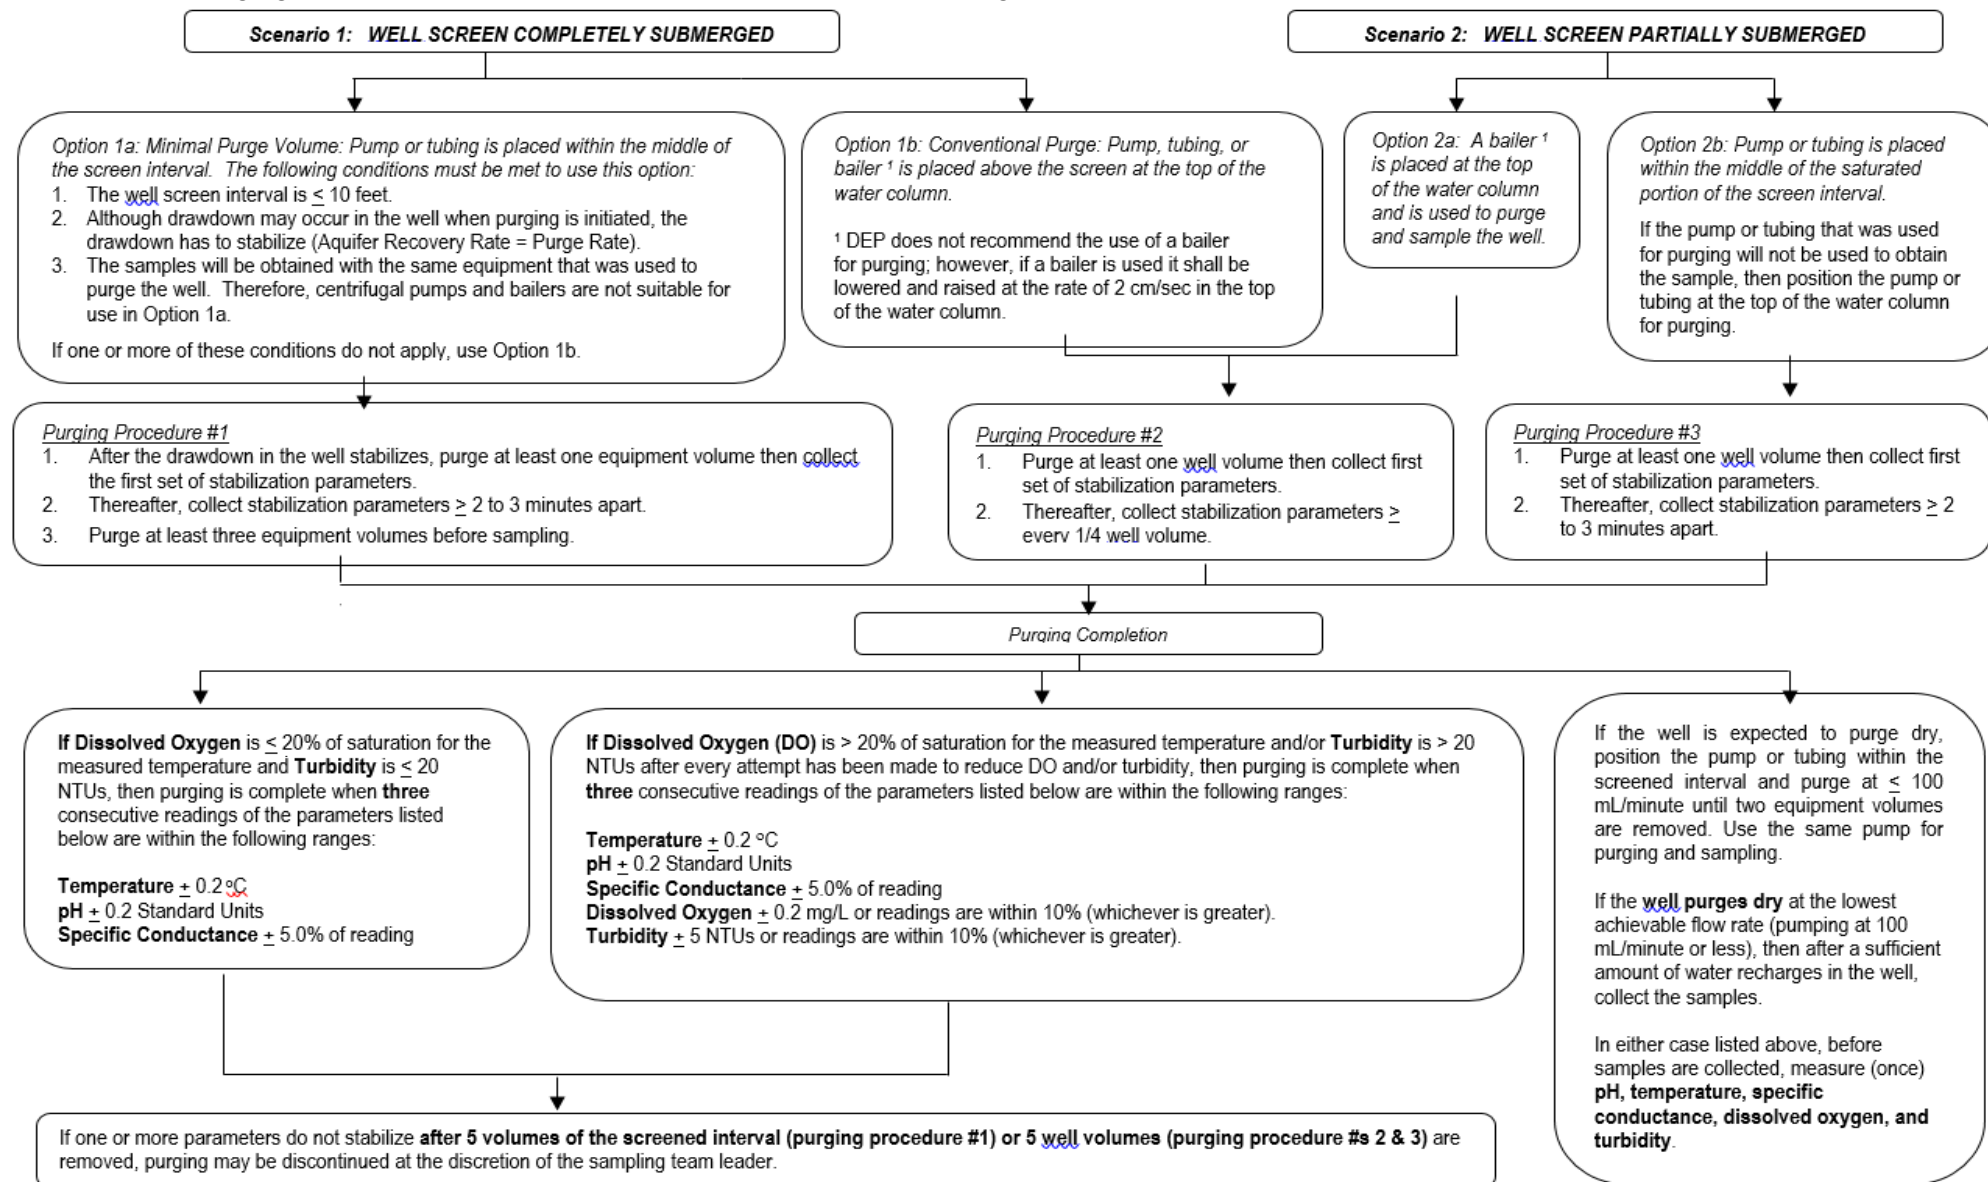 Scenario 1: WELL SCREEN COMPLETELY SUBMERGED
Scenario 2: WELL SCREEN PARTIALLY SUBMERGED
Option 1a: Minimal Purge Volume: Pump or tubing is placed within the middle of
the screen interval. The following conditions must be met to use this option:
1. The well screen interval is ≤ 10 feet.
2. Although drawdown may occur in the well when purging is initiated, the
drawdown has to stabilize (Aquifer Recovery Rate = Purge Rate).
3. The samples will be obtained with the same equipment that was used to
purge the well. Therefore, centrifugal pumps and bailers are not suitable for
use in Option 1a.
If one or more of these conditions do not apply, use Option 1b.
Option 1b: Conventional Purge: Pump, tubing, or
bailer ¹ is placed above the screen at the top of the
water column.
¹ DEP does not recommend the use of a bailer
for purging; however, if a bailer is used it shall be
lowered and raised at the rate of 2 cm/sec in the top
of the water column.
Option 2a: A bailer ¹
is placed at the top
of the water column
and is used to purge
and sample the well.
Option 2b: Pump or tubing is placed
within the middle of the saturated
portion of the screen interval.
If the pump or tubing that was used
for purging will not be used to obtain
the sample, then position the pump or
tubing at the top of the water column
for purging.
Purging Procedure #1
1. After the drawdown in the well stabilizes, purge at least one equipment volume then collect
the first set of stabilization parameters.
2. Thereafter, collect stabilization parameters ≥ 2 to 3 minutes apart.
3. Purge at least three equipment volumes before sampling.
Purging Procedure #2
1. Purge at least one well volume then collect first
set of stabilization parameters.
2. Thereafter, collect stabilization parameters ≥
every 1/4 well volume.
Purging Procedure #3
1. Purge at least one well volume then collect first
set of stabilization parameters.
2. Thereafter, collect stabilization parameters ≥ 2
to 3 minutes apart.
Purging Completion
If Dissolved Oxygen is ≤ 20% of saturation for the
measured temperature and Turbidity is ≤ 20
NTUs, then purging is complete when three
consecutive readings of the parameters listed
below are within the following ranges:
Temperature ± 0.2 ºC
pH ± 0.2 Standard Units
Specific Conductance ± 5.0% of reading
If Dissolved Oxygen (DO) is > 20% of saturation for the measured temperature and/or Turbidity is > 20
NTUs after every attempt has been made to reduce DO and/or turbidity, then purging is complete when
three consecutive readings of the parameters listed below are within the following ranges:
Temperature ± 0.2 ºC
pH ± 0.2 Standard Units
Specific Conductance ± 5.0% of reading
Dissolved Oxygen ± 0.2 mg/L or readings are within 10% (whichever is greater).
Turbidity ± 5 NTUs or readings are within 10% (whichever is greater).
If the well is expected to purge dry,
position the pump or tubing within the
screened interval and purge at ≤ 100
mL/minute until two equipment volumes
are removed. Use the same pump for
purging and sampling.
If the well purges dry at the lowest
achievable flow rate (pumping at 100
mL/minute or less), then after a sufficient
amount of water recharges in the well,
collect the samples.
In either case listed above, before
samples are collected, measure (once)
pH, temperature, specific
conductance, dissolved oxygen, and
turbidity.
If one or more parameters do not stabilize after 5 volumes of the screened interval (purging procedure #1) or 5 well volumes (purging procedure #s 2 & 3) are
removed, purging may be discontinued at the discretion of the sampling team leader.